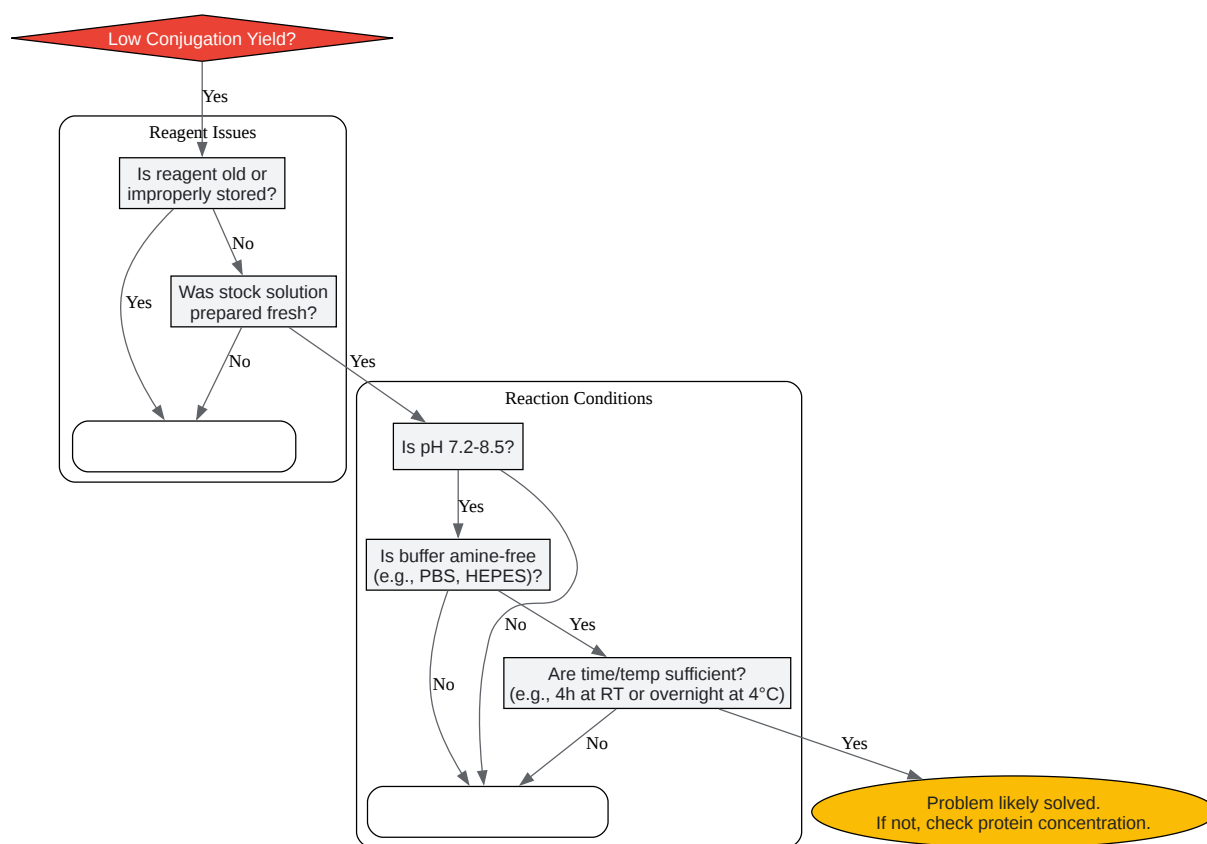 Low Conjugation Yield?
Yes
Reagent Issues
Is reagent old or
improperly stored?
No
Was stock solution
prepared fresh?
Yes
No
Yes
Reaction Conditions
Is pH 7.2-8.5?
Yes
Is buffer amine-free
(e.g., PBS, HEPES)?
No
Yes
Are time/temp sufficient?
(e.g., 4h at RT or overnight at 4°C)
No
No
Yes
Problem likely solved.
If not, check protein concentration.